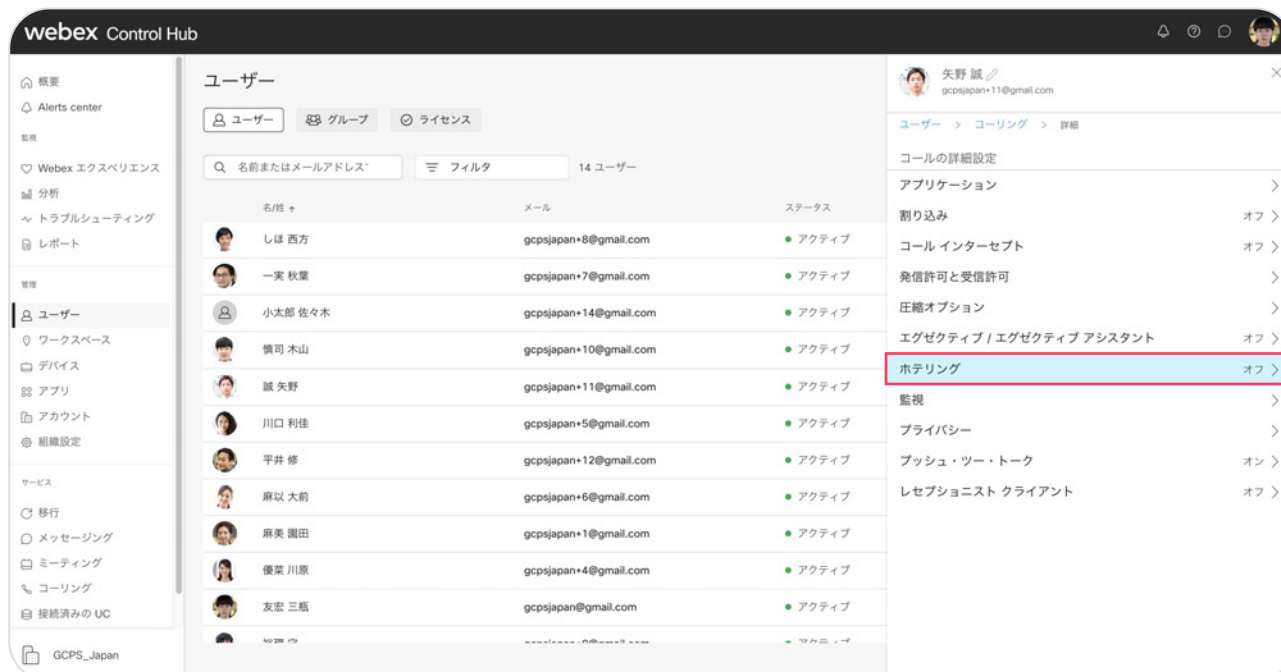 webex Control Hub
概要
Alerts center
監視
Webex エクスペリエンス
分析
トラブルシューティング
レポート
管理
ユーザー
ワークスペース
デバイス
アプリ
アカウント
組織設定
サービス
移行
メッセージング
ミーティング
コーリング
接続済みの UC
GCPS_Japan
ユーザー
ユーザー グループ ライセンス
名前またはメールアドレス フィルタ 14 ユーザー
名/姓 ↑ メール ステータス
しほ 西方 gcpsjapan+8@gmail.com アクティブ
一実 秋葉 gcpsjapan+7@gmail.com アクティブ
小太郎 佐々木 gcpsjapan+14@gmail.com アクティブ
慎司 木山 gcpsjapan+10@gmail.com アクティブ
誠 矢野 gcpsjapan+11@gmail.com アクティブ
川口 利佳 gcpsjapan+5@gmail.com アクティブ
平井 修 gcpsjapan+12@gmail.com アクティブ
麻以 大前 gcpsjapan+6@gmail.com アクティブ
麻美 園田 gcpsjapan+1@gmail.com アクティブ
優菜 川原 gcpsjapan+4@gmail.com アクティブ
友宏 三瓶 gcpsjapan@gmail.com アクティブ
矢野 誠
gcpsjapan+11@gmail.com
ユーザー > コーリング > 詳細
コールの詳細設定
アプリケーション
割り込み オフ
コール インターセプト オフ
発信許可と受信許可
圧縮オプション
エグゼクティブ / エグゼクティブ アシスタント オフ
ホテリング オフ
監視
プライバシー
プッシュ・ツー・トーク オン
レセプショニスト クライアント オフ